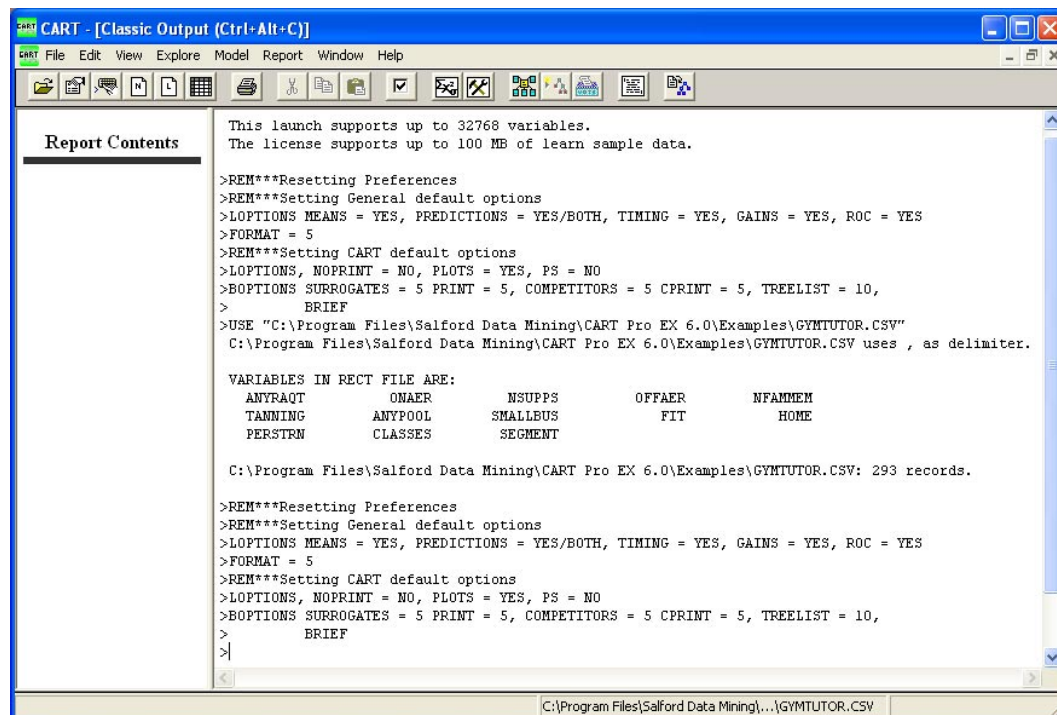 CART - [Classic Output (Ctrl+Alt+C)]
File Edit View Explore Model Report Window Help
Report Contents
This launch supports up to 32768 variables.
The license supports up to 100 MB of learn sample data.
>REM***Resetting Preferences
>REM***Setting General default options
>LOPTIONS MEANS = YES, PREDICTIONS = YES/BOTH, TIMING = YES, GAINS = YES, ROC = YES
>FORMAT = 5
>REM***Setting CART default options
>LOPTIONS, NOPRINT = NO, PLOTS = YES, PS = NO
>BOPTIONS SURROGATES = 5 PRINT = 5, COMPETITORS = 5 CPRINT = 5, TREELIST = 10,
> BRIEF
>USE "C:\Program Files\Salford Data Mining\CART Pro EX 6.0\Examples\GYMTUTOR.CSV"
C:\Program Files\Salford Data Mining\CART Pro EX 6.0\Examples\GYMTUTOR.CSV uses , as delimiter.
VARIABLES IN RECT FILE ARE:
ANYRAQT ONAER NSUPPS OFFAER NFAMMEM
TANNING ANYPOOL SMALLBUS FIT HOME
PERSTRN CLASSES SEGMENT
C:\Program Files\Salford Data Mining\CART Pro EX 6.0\Examples\GYMTUTOR.CSV: 293 records.
>REM***Resetting Preferences
>REM***Setting General default options
>LOPTIONS MEANS = YES, PREDICTIONS = YES/BOTH, TIMING = YES, GAINS = YES, ROC = YES
>FORMAT = 5
>REM***Setting CART default options
>LOPTIONS, NOPRINT = NO, PLOTS = YES, PS = NO
>BOPTIONS SURROGATES = 5 PRINT = 5, COMPETITORS = 5 CPRINT = 5, TREELIST = 10,
> BRIEF
>
C:\Program Files\Salford Data Mining\...\GYMTUTOR.CSV